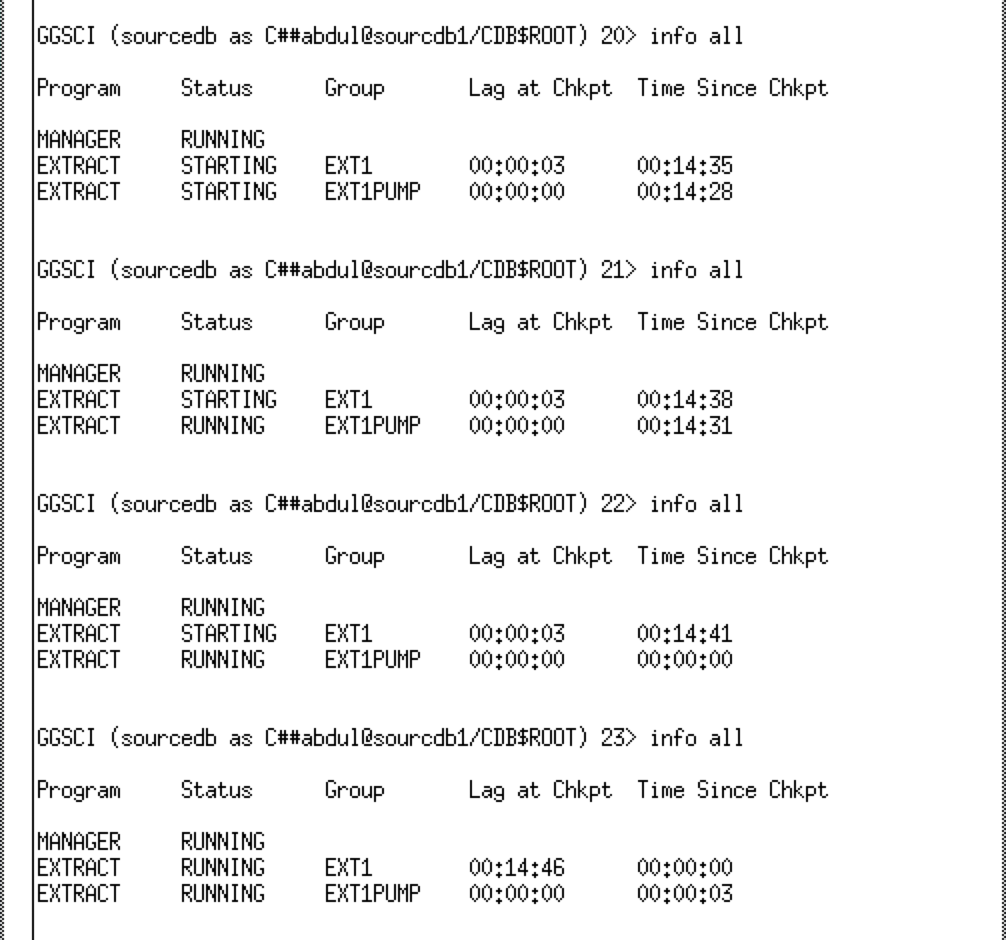 GGSCI (sourcedb as C##abdul@sourcdb1/CDB$ROOT) 20> info all
Program     Status      Group       Lag at Chkpt  Time Since Chkpt
MANAGER     RUNNING
EXTRACT     STARTING    EXT1        00:00:03      00:14:35
EXTRACT     STARTING    EXT1PUMP    00:00:00      00:14:28
GGSCI (sourcedb as C##abdul@sourcdb1/CDB$ROOT) 21> info all
Program     Status      Group       Lag at Chkpt  Time Since Chkpt
MANAGER     RUNNING
EXTRACT     STARTING    EXT1        00:00:03      00:14:38
EXTRACT     RUNNING     EXT1PUMP    00:00:00      00:14:31
GGSCI (sourcedb as C##abdul@sourcdb1/CDB$ROOT) 22> info all
Program     Status      Group       Lag at Chkpt  Time Since Chkpt
MANAGER     RUNNING
EXTRACT     STARTING    EXT1        00:00:03      00:14:41
EXTRACT     RUNNING     EXT1PUMP    00:00:00      00:00:00
GGSCI (sourcedb as C##abdul@sourcdb1/CDB$ROOT) 23> info all
Program     Status      Group       Lag at Chkpt  Time Since Chkpt
MANAGER     RUNNING
EXTRACT     RUNNING     EXT1        00:14:46      00:00:00
EXTRACT     RUNNING     EXT1PUMP    00:00:00      00:00:03